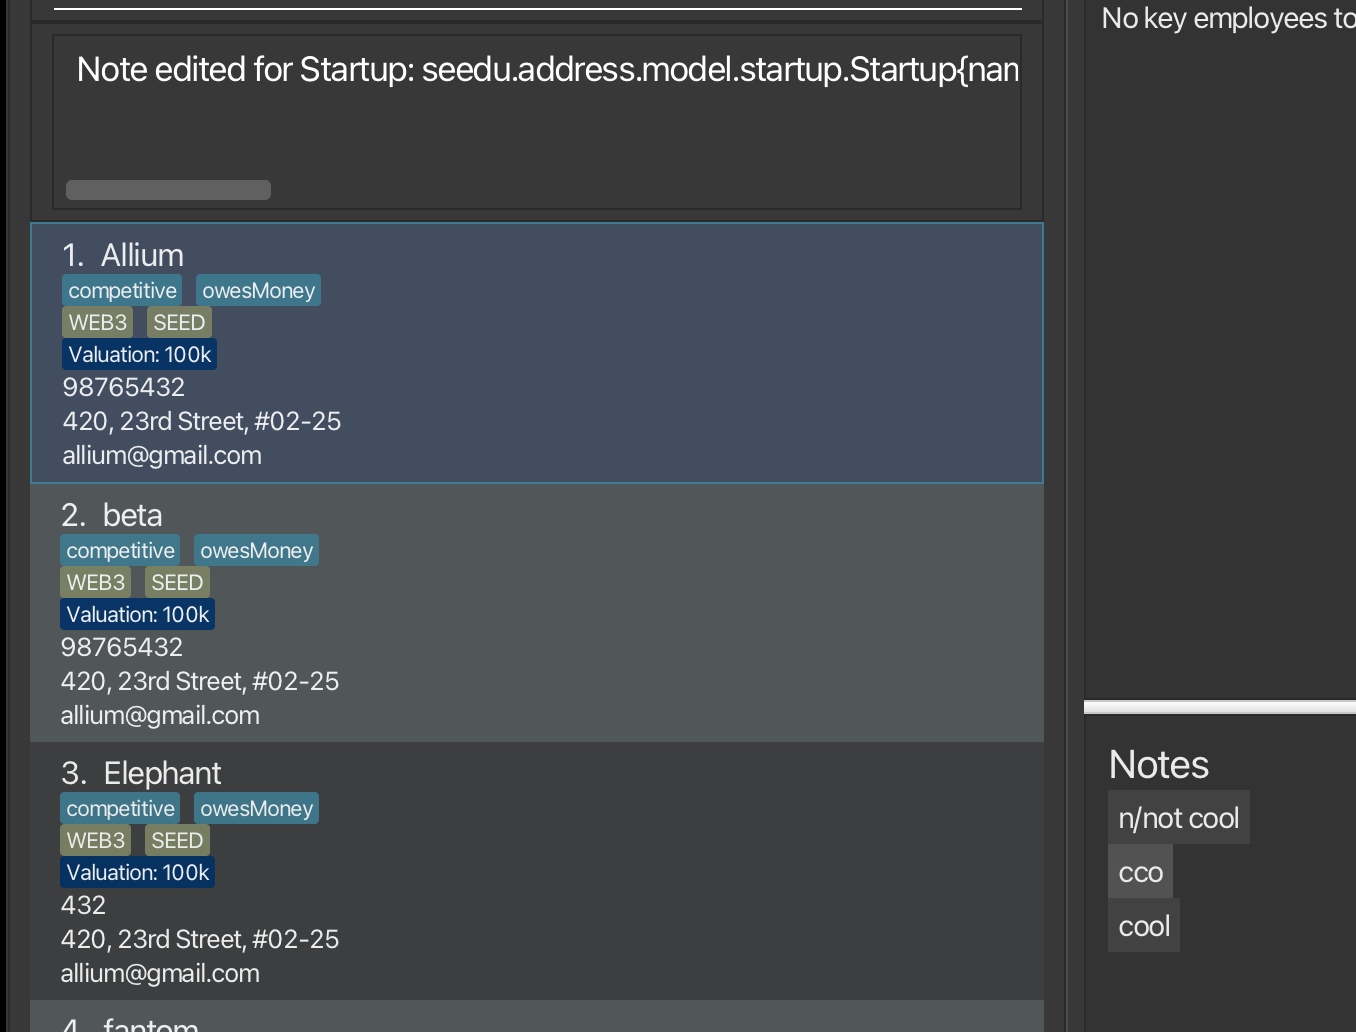 No key employees to
Note edited for Startup: seedu.address.model.startup.Startup{nam
1. Allium
competitive owesMoney
WEB3 SEED
Valuation: 100k
98765432
420, 23rd Street, #02-25
allium@gmail.com
2. beta
competitive owesMoney
WEB3 SEED
Valuation: 100k
98765432
420, 23rd Street, #02-25
allium@gmail.com
3. Elephant
competitive owesMoney
WEB3 SEED
Valuation: 100k
432
420, 23rd Street, #02-25
allium@gmail.com
4. fantom
Notes
n/not cool
cco
cool